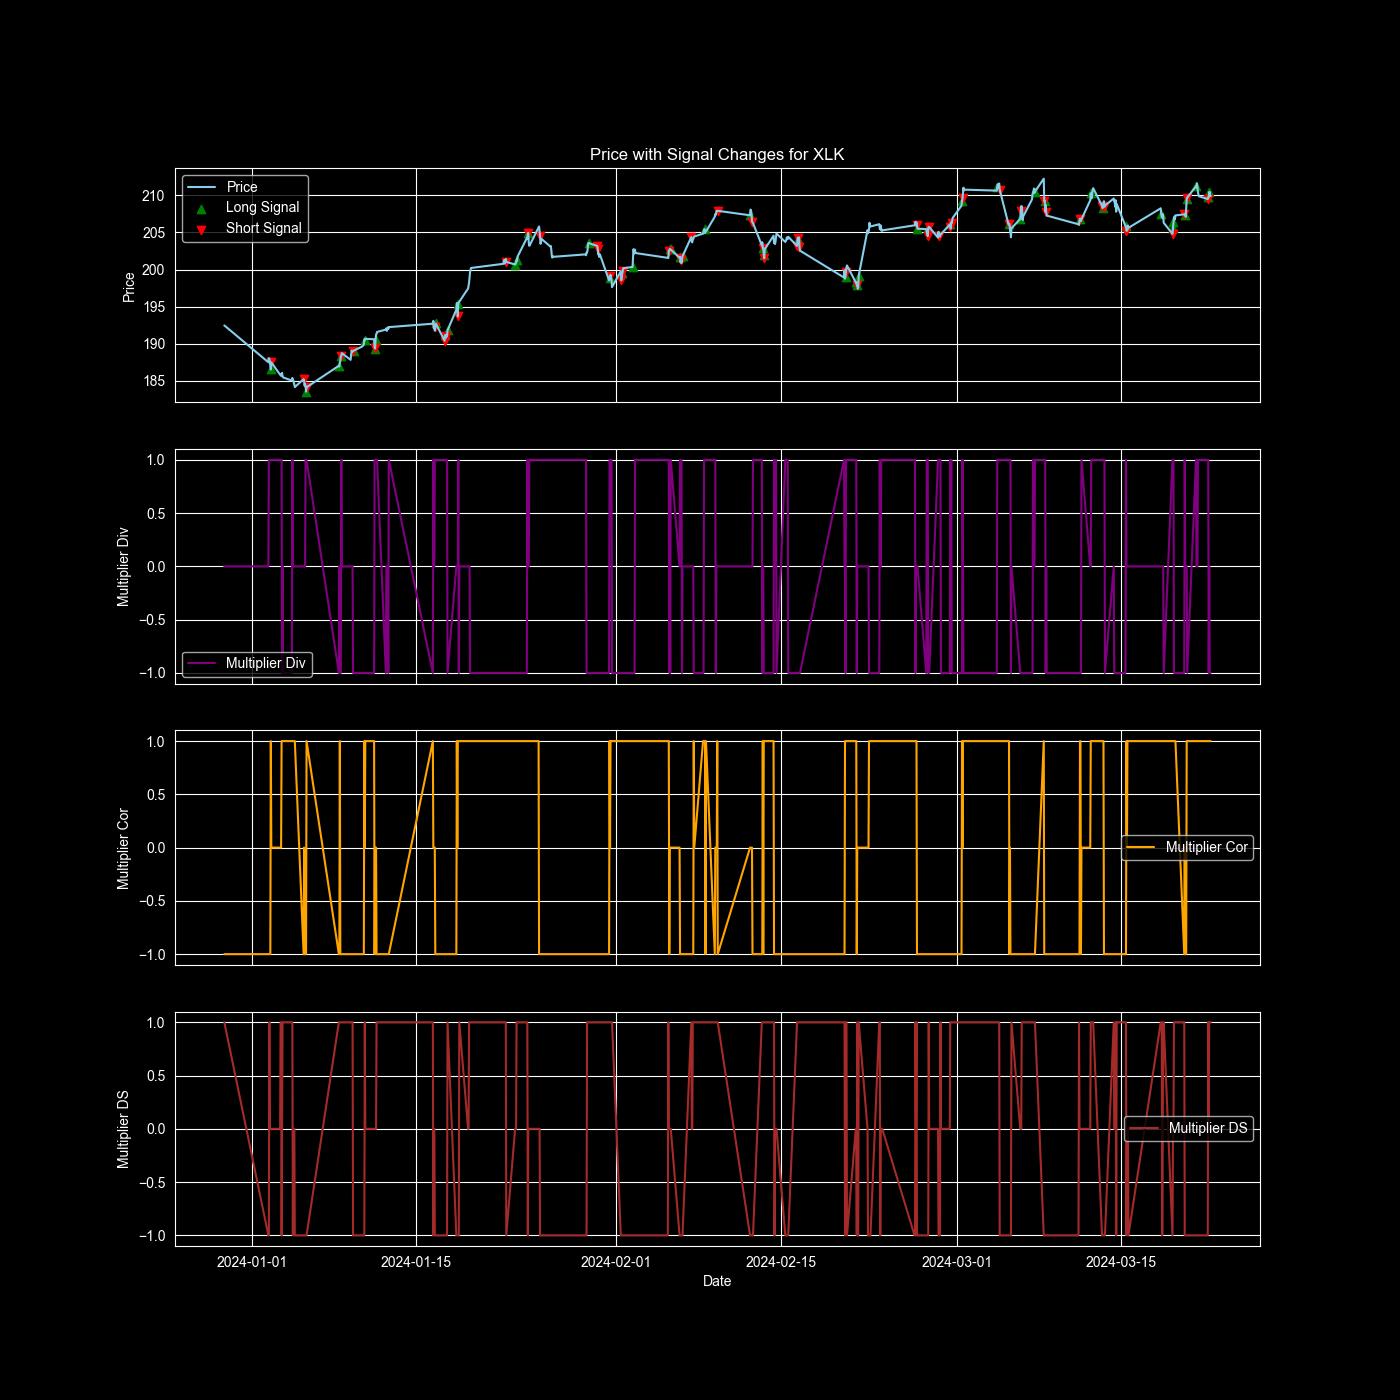 Price with Signal Changes for XLK
210
205
200
195
190
185
Price
Price
Long Signal
Short Signal
1.0
0.5
0.0
−0.5
−1.0
Multiplier Div
Multiplier Div
1.0
0.5
0.0
−0.5
−1.0
Multiplier Cor
Multiplier Cor
1.0
0.5
0.0
−0.5
−1.0
Multiplier DS
Multiplier DS
2024-01-01 2024-01-15 2024-02-01 2024-02-15 2024-03-01 2024-03-15
Date